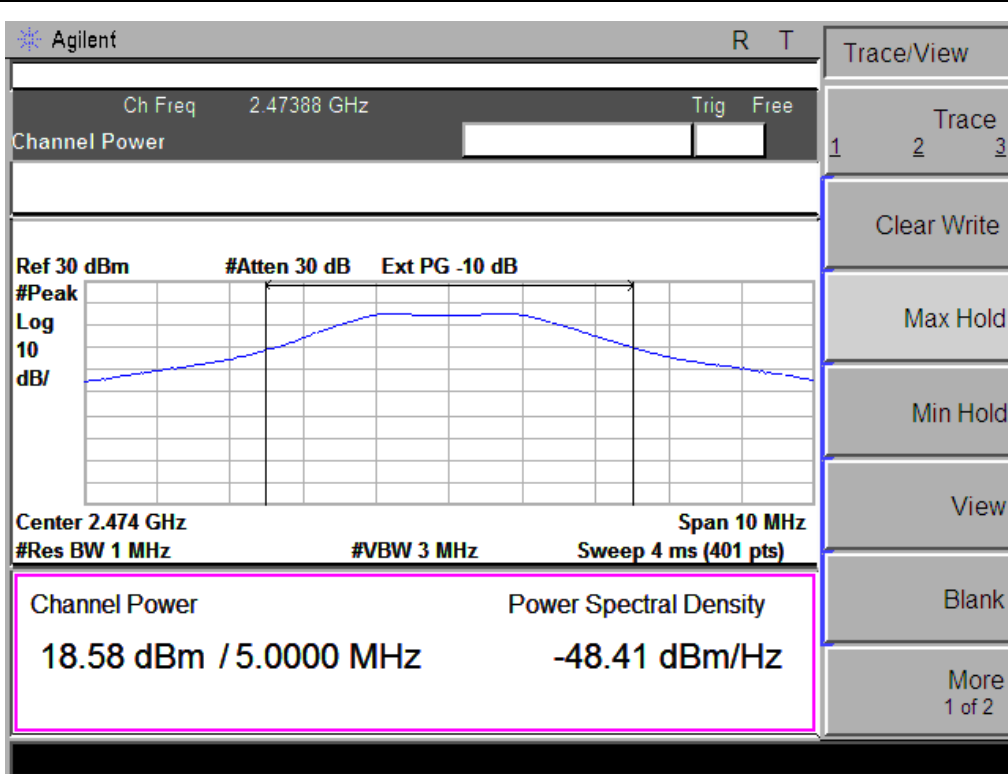 Agilent R T
Trace/View
Ch Freq 2.47388 GHz Trig Free
Channel Power
Trace
1 2 3
Clear Write
Ref 30 dBm #Atten 30 dB Ext PG -10 dB
#Peak
Log
10
dB/
Max Hold
Min Hold
View
Center 2.474 GHz Span 10 MHz
#Res BW 1 MHz #VBW 3 MHz Sweep 4 ms (401 pts)
Channel Power Power Spectral Density
18.58 dBm / 5.0000 MHz -48.41 dBm/Hz
Blank
More
1 of 2